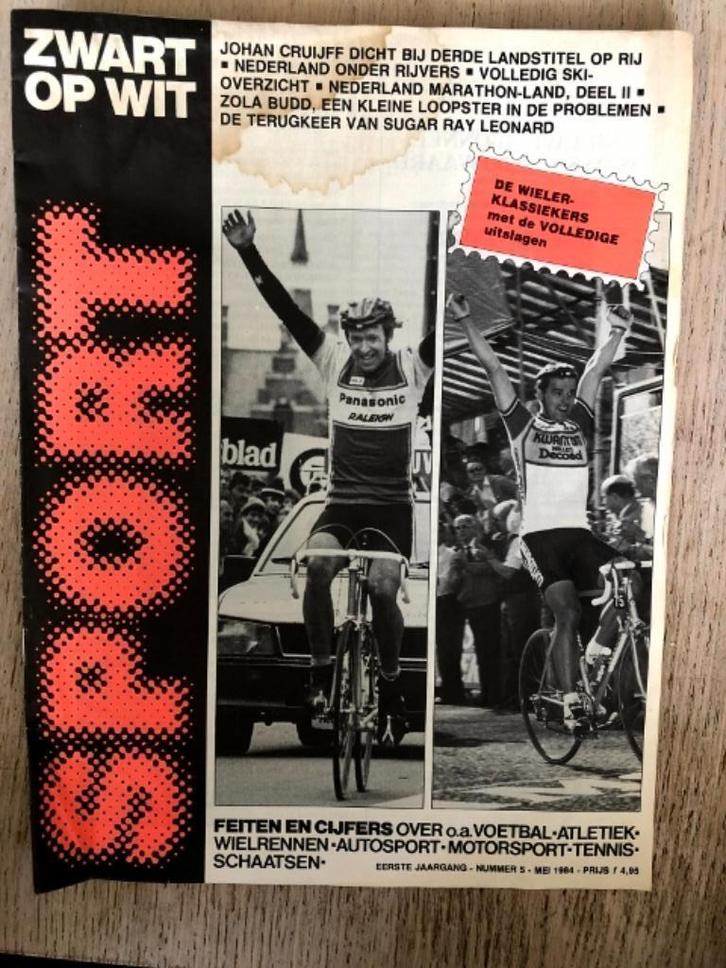 ZWART
OP WIT
SPORT
JOHAN CRUIJFF DICHT BIJ DERDE LANDSTITEL OP RIJ
▪ NEDERLAND ONDER RIJVERS ▪ VOLLEDIG SKI-
OVERZICHT ▪ NEDERLAND MARATHON-LAND, DEEL II ▪
ZOLA BUDD, EEN KLEINE LOOPSTER IN DE PROBLEMEN ▪
DE TERUGKEER VAN SUGAR RAY LEONARD
DE WIELER-
KLASSIEKERS
met de VOLLEDIGE
uitslagen
Panasonic
RALEIGH
KWANTUM
HALLEN
Decosol
blad
15
FEITEN EN CIJFERS OVER o.a. VOETBAL•ATLETIEK•
WIELRENNEN•AUTOSPORT•MOTORSPORT•TENNIS•
SCHAATSEN•
EERSTE JAARGANG - NUMMER 5 - MEI 1984 - PRIJS f 4,95